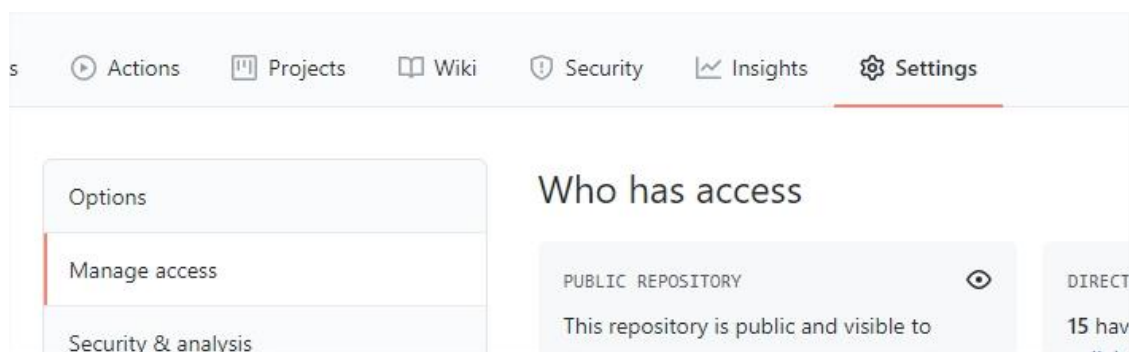 s Actions Projects Wiki Security Insights Settings
Options
Manage access
Security & analysis
Who has access
PUBLIC REPOSITORY
This repository is public and visible to
DIRECT
15 hav